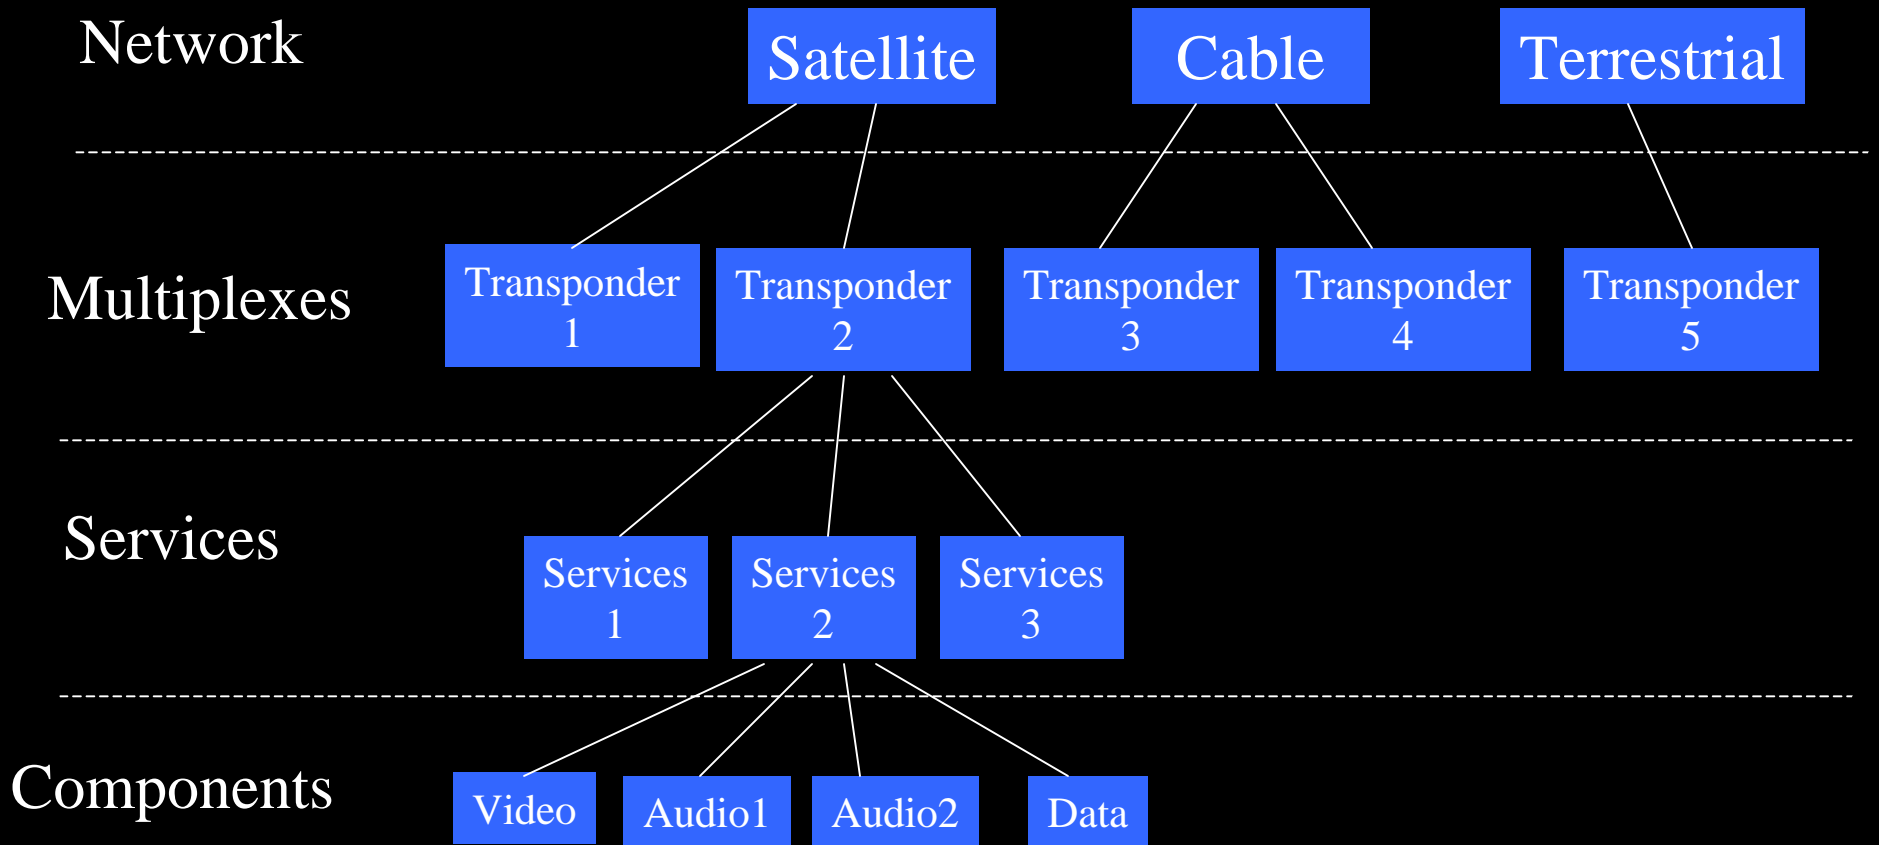 Network
Satellite
Cable
Terrestrial
Multiplexes
Transponder
1
Transponder
2
Transponder
3
Transponder
4
Transponder
5
Services
Services
1
Services
2
Services
3
Components
Video
Audio1
Audio2
Data